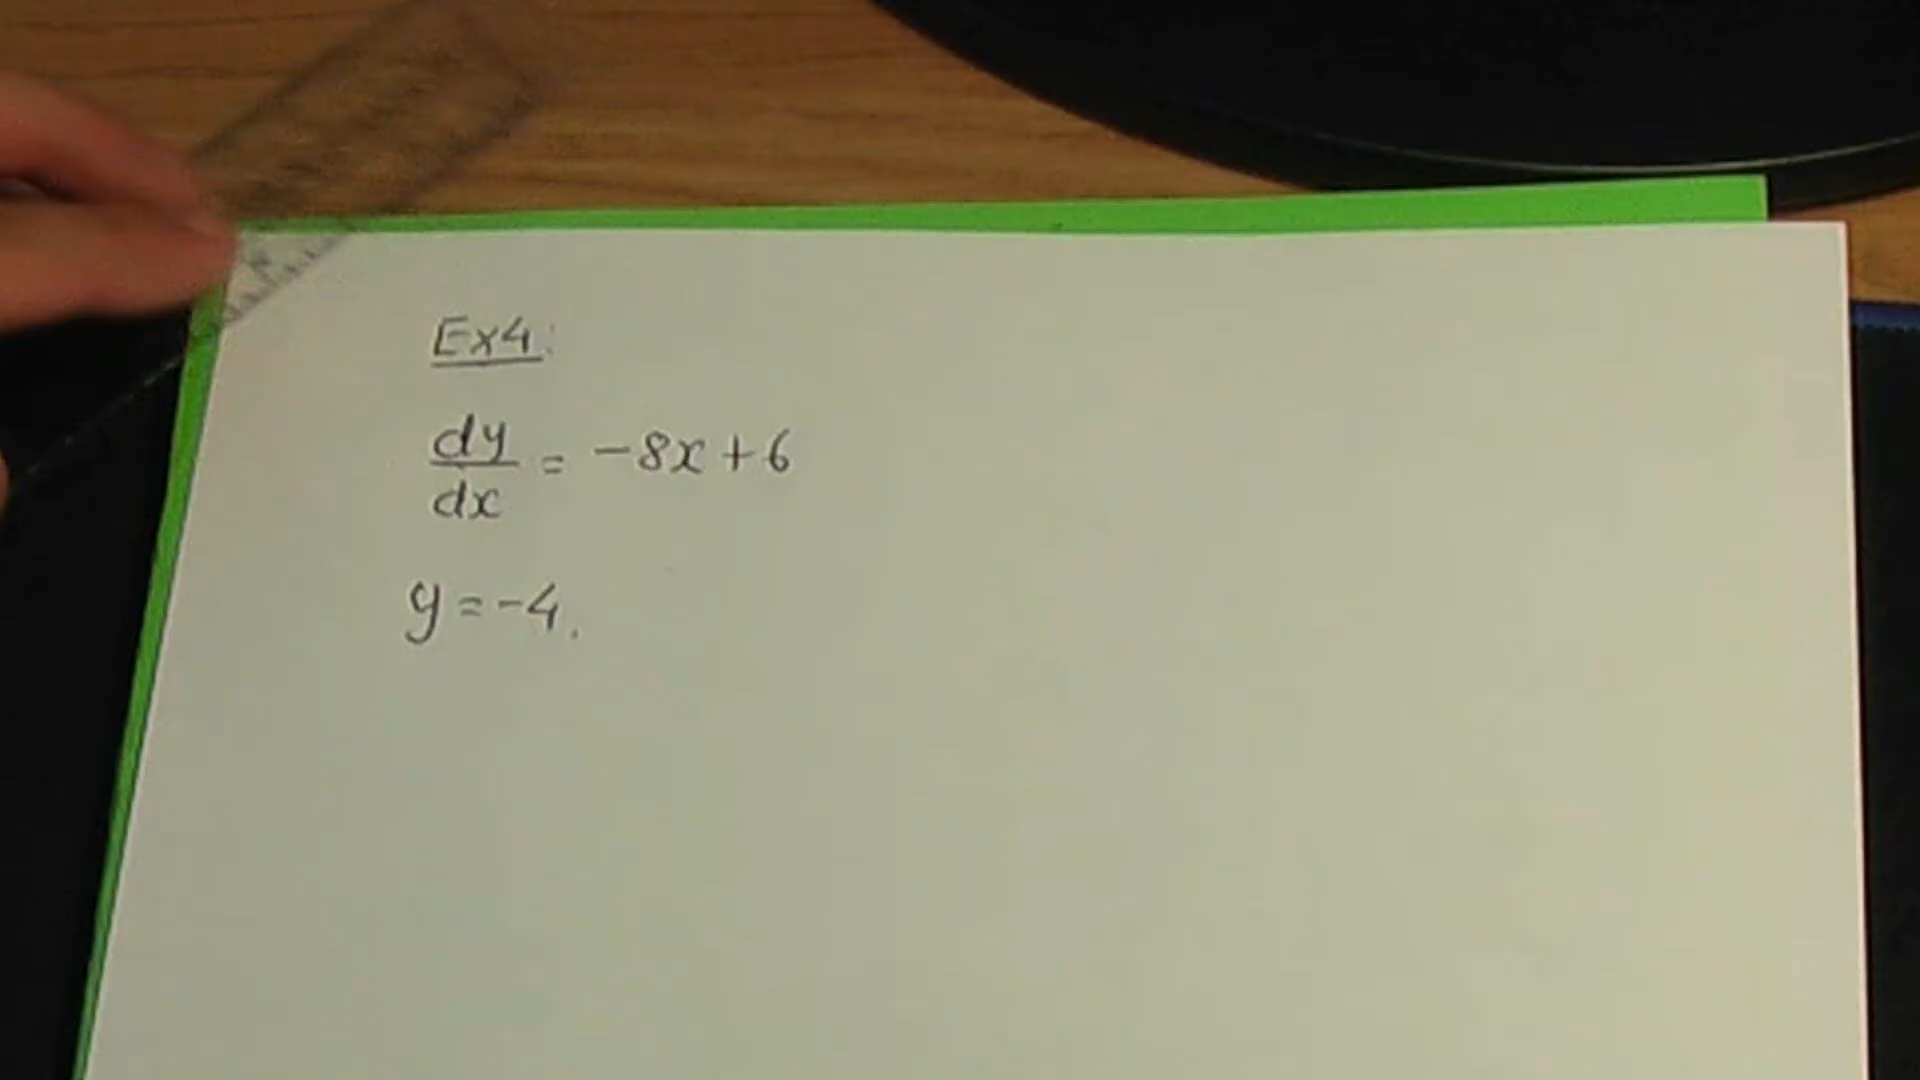 Ex4:
dy/dx = -8x + 6
y = -4.